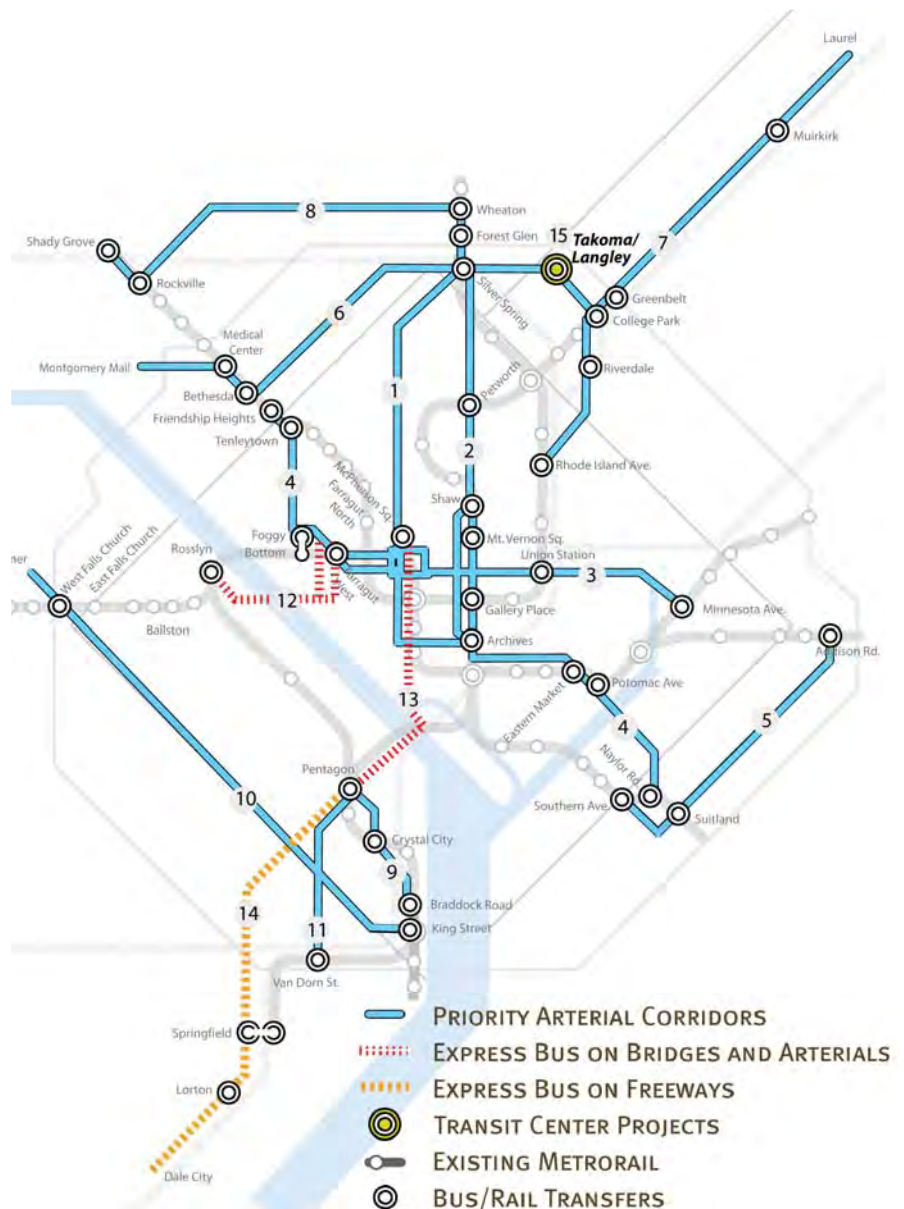 Laurel
Muirkirk
8
Wheaton
Forest Glen
15
Takoma/
Langley
7
Shady Grove
Rockville
Silver Spring
Greenbelt
College Park
6
Medical
Center
Montgomery Mall
Riverdale
Bethesda
1
Petworth
Friendship Heights
Tenleytown
2
McPherson Sq.
Farragut
North
Rhode Island Ave.
4
Shaw
Foggy
Bottom
Mt. Vernon Sq.
West Falls Church
East Falls Church
Rosslyn
Union Station
3
Farragut
West
ner
12
Gallery Place
Minnesota Ave.
Ballston
Archives
Addison Rd.
13
Eastern Market
Potomac Ave
4
5
Pentagon
Naylor Rd.
10
Southern Ave.
Suitland
Crystal City
9
14
Braddock Road
11
King Street
Van Dorn St.
Springfield
Lorton
Dale City
PRIORITY ARTERIAL CORRIDORS
EXPRESS BUS ON BRIDGES AND ARTERIALS
EXPRESS BUS ON FREEWAYS
TRANSIT CENTER PROJECTS
EXISTING METRORAIL
BUS/RAIL TRANSFERS